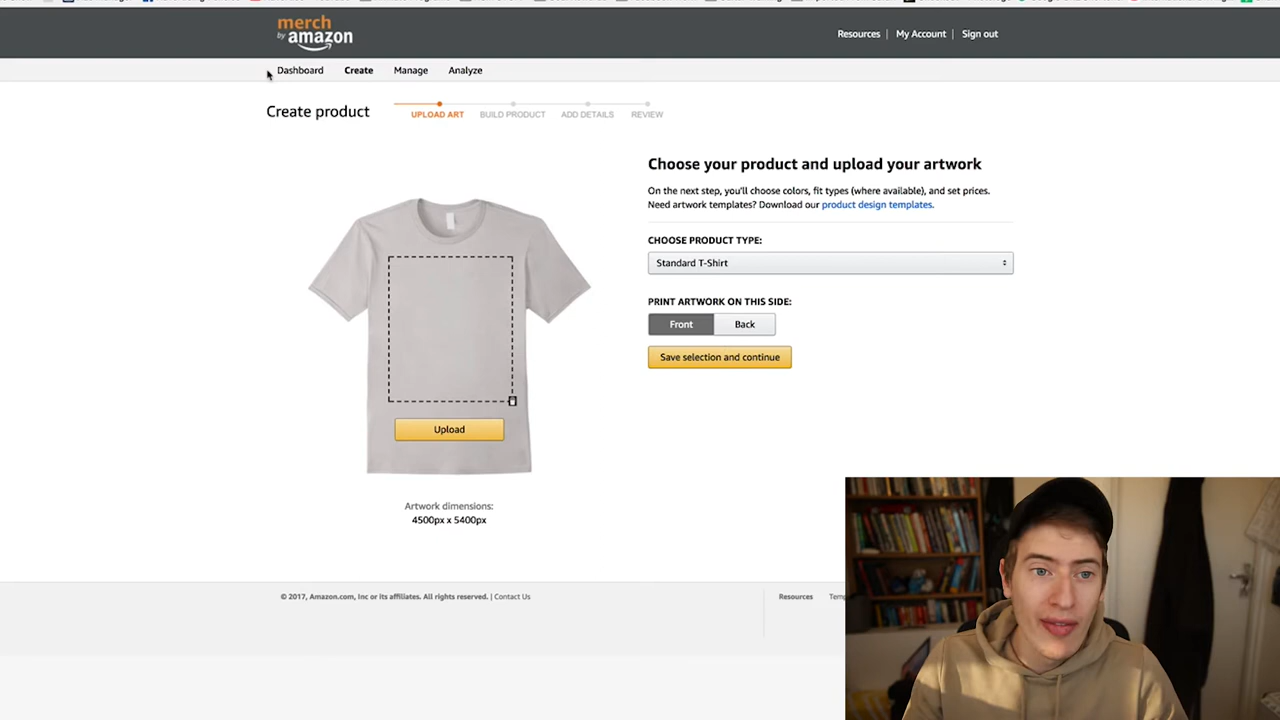 merch
by amazon
Resources | My Account | Sign out
Dashboard Create Manage Analyze
Create product
UPLOAD ART BUILD PRODUCT ADD DETAILS REVIEW
Choose your product and upload your artwork
On the next step, you'll choose colors, fit types (where available), and set prices.
Need artwork templates? Download our product design templates.
CHOOSE PRODUCT TYPE:
Standard T-Shirt
PRINT ARTWORK ON THIS SIDE:
Front Back
Save selection and continue
Upload
Artwork dimensions:
4500px x 5400px
© 2017, Amazon.com, Inc or its affiliates. All rights reserved. | Contact Us
Resources